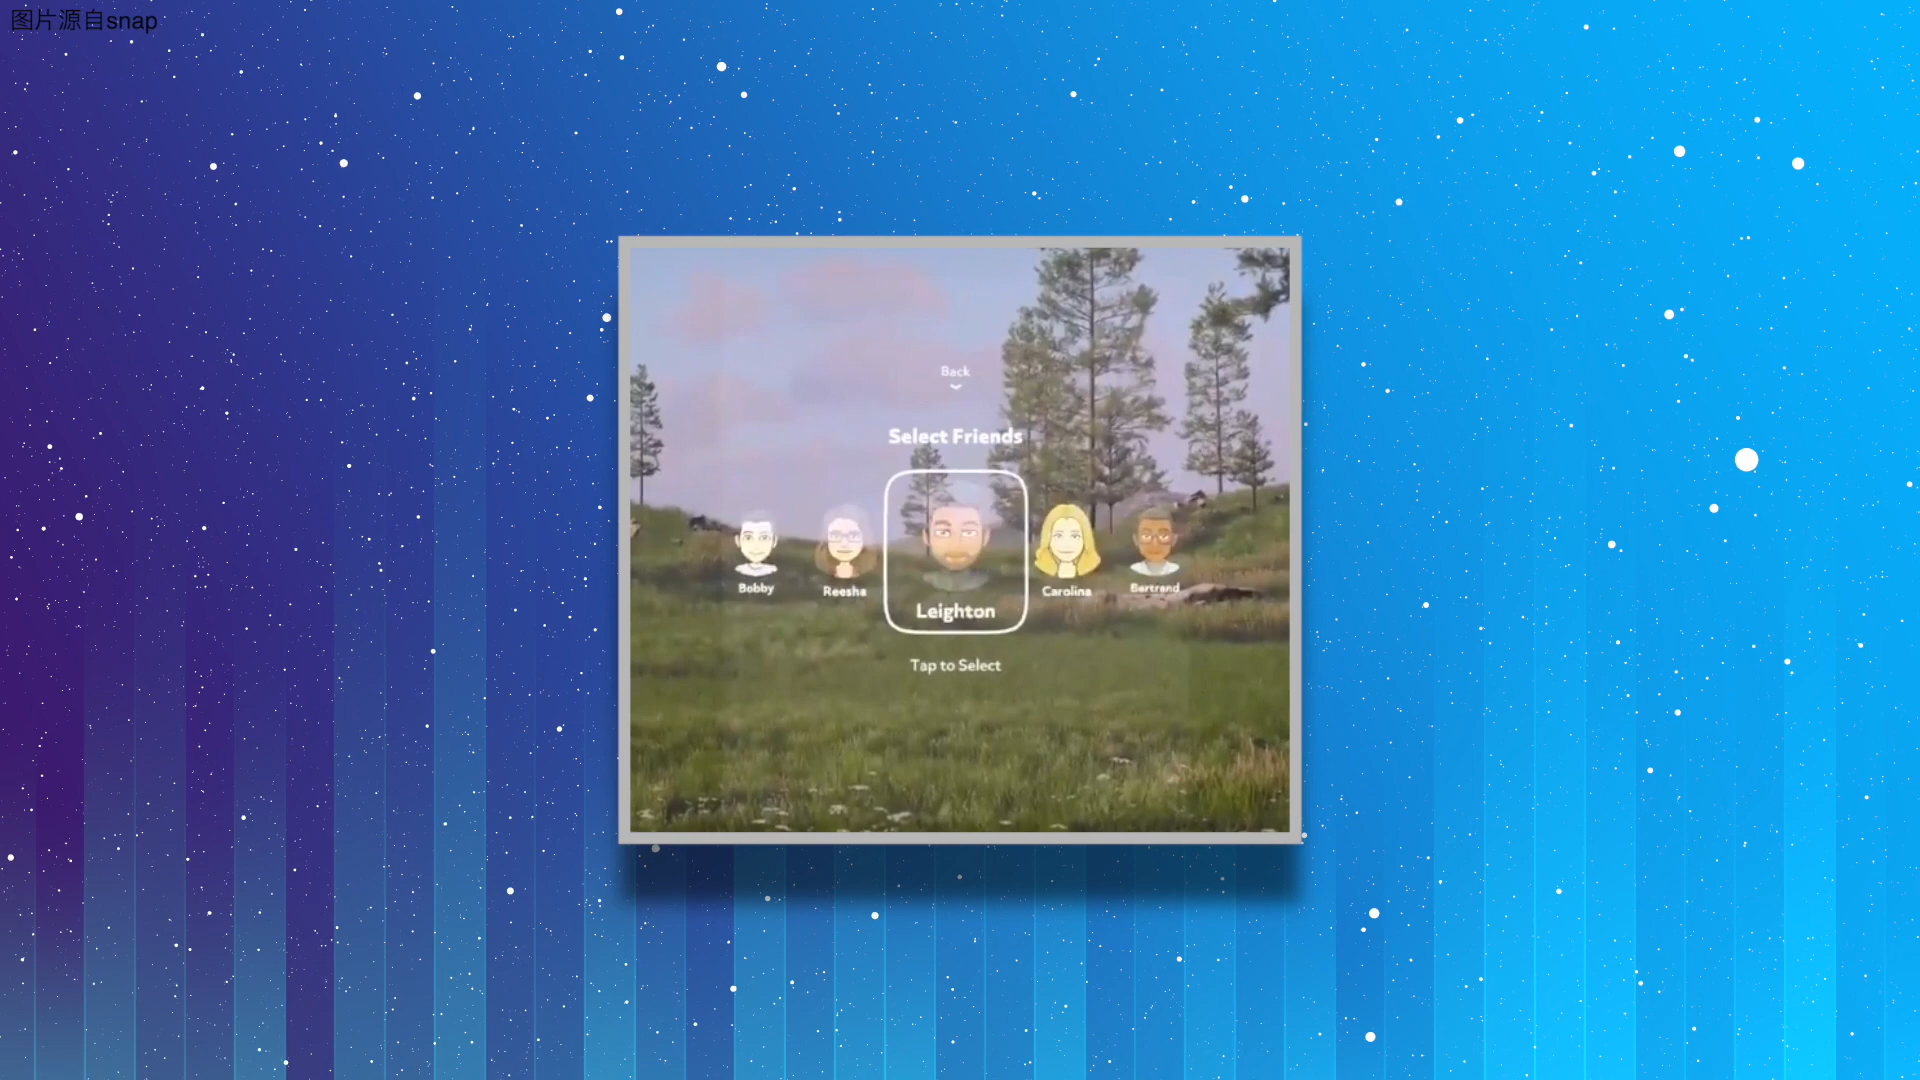 图片源自snap
Back
Select Friends
Bobby
Reesha
Leighton
Carolina
Bertrand
Tap to Select